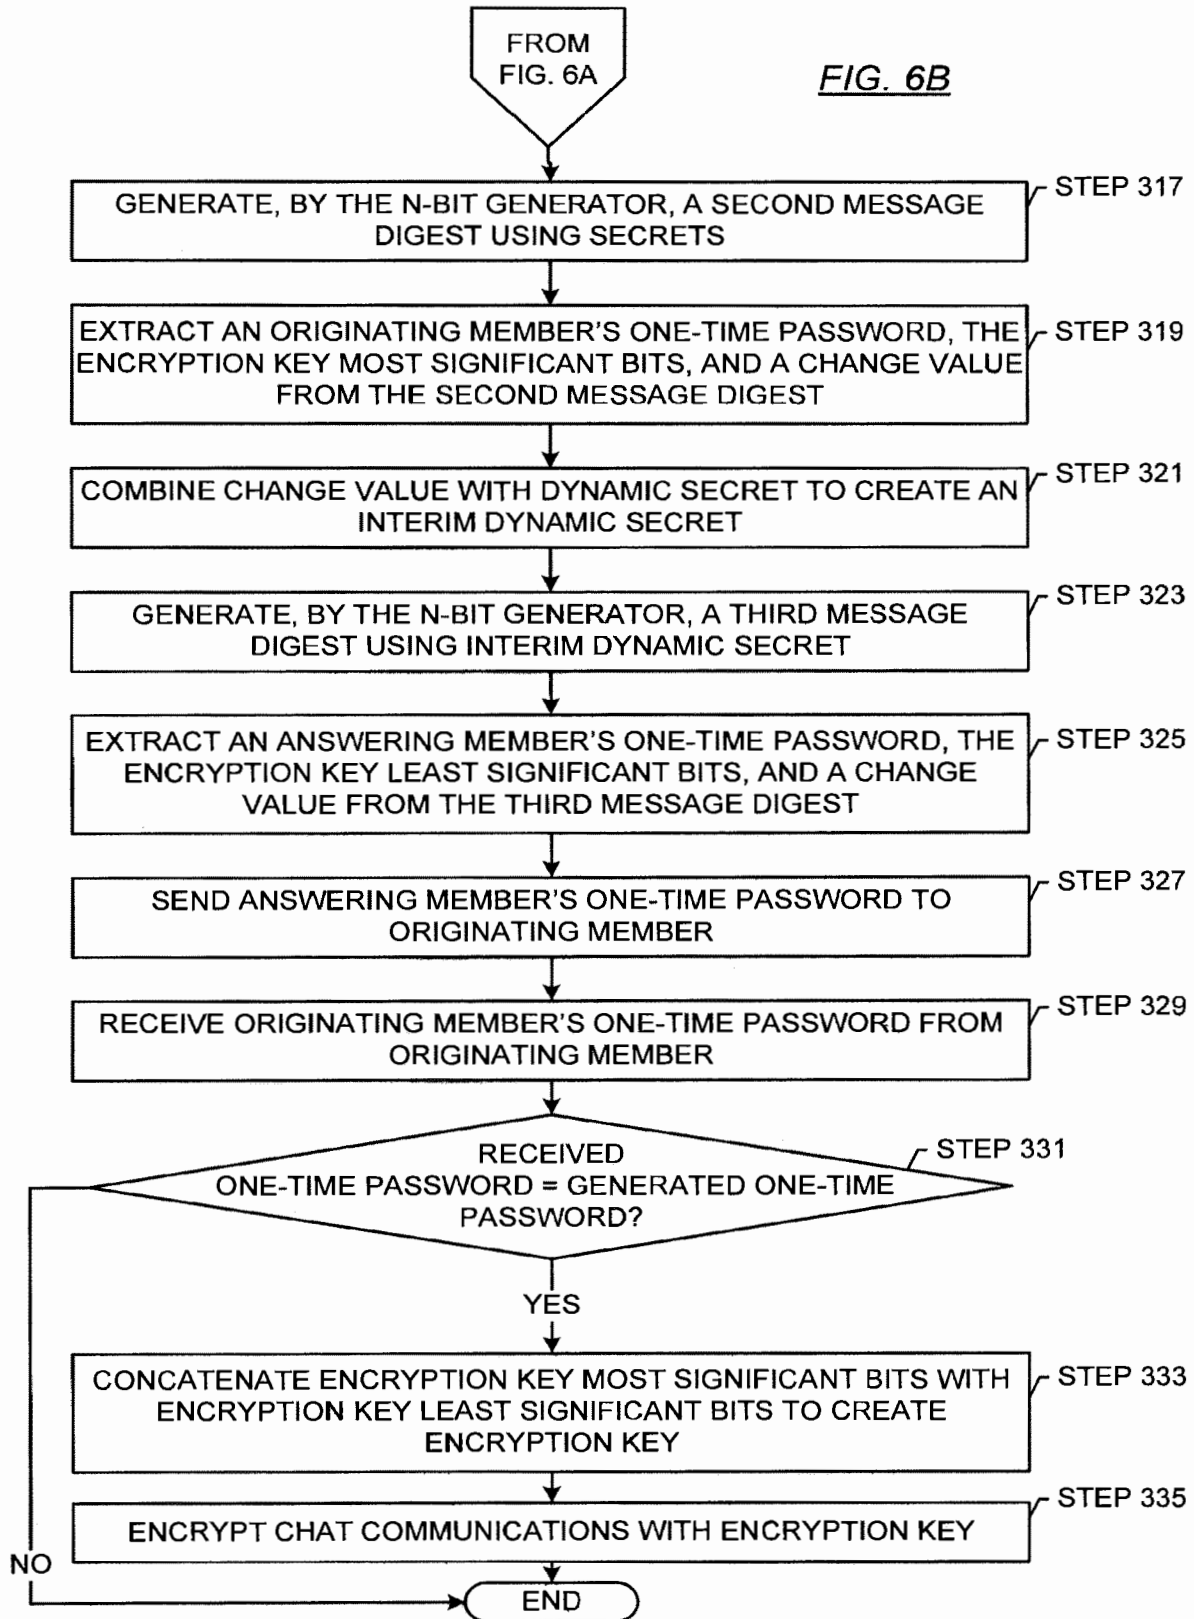 FROM
FIG. 6A
FIG. 6B
STEP 317
GENERATE, BY THE N-BIT GENERATOR, A SECOND MESSAGE
DIGEST USING SECRETS
STEP 319
EXTRACT AN ORIGINATING MEMBER'S ONE-TIME PASSWORD, THE
ENCRYPTION KEY MOST SIGNIFICANT BITS, AND A CHANGE VALUE
FROM THE SECOND MESSAGE DIGEST
STEP 321
COMBINE CHANGE VALUE WITH DYNAMIC SECRET TO CREATE AN
INTERIM DYNAMIC SECRET
STEP 323
GENERATE, BY THE N-BIT GENERATOR, A THIRD MESSAGE
DIGEST USING INTERIM DYNAMIC SECRET
STEP 325
EXTRACT AN ANSWERING MEMBER'S ONE-TIME PASSWORD, THE
ENCRYPTION KEY LEAST SIGNIFICANT BITS, AND A CHANGE
VALUE FROM THE THIRD MESSAGE DIGEST
STEP 327
SEND ANSWERING MEMBER'S ONE-TIME PASSWORD TO
ORIGINATING MEMBER
STEP 329
RECEIVE ORIGINATING MEMBER'S ONE-TIME PASSWORD FROM
ORIGINATING MEMBER
STEP 331
RECEIVED
ONE-TIME PASSWORD = GENERATED ONE-TIME
PASSWORD?
YES
STEP 333
CONCATENATE ENCRYPTION KEY MOST SIGNIFICANT BITS WITH
ENCRYPTION KEY LEAST SIGNIFICANT BITS TO CREATE
ENCRYPTION KEY
STEP 335
ENCRYPT CHAT COMMUNICATIONS WITH ENCRYPTION KEY
NO
END